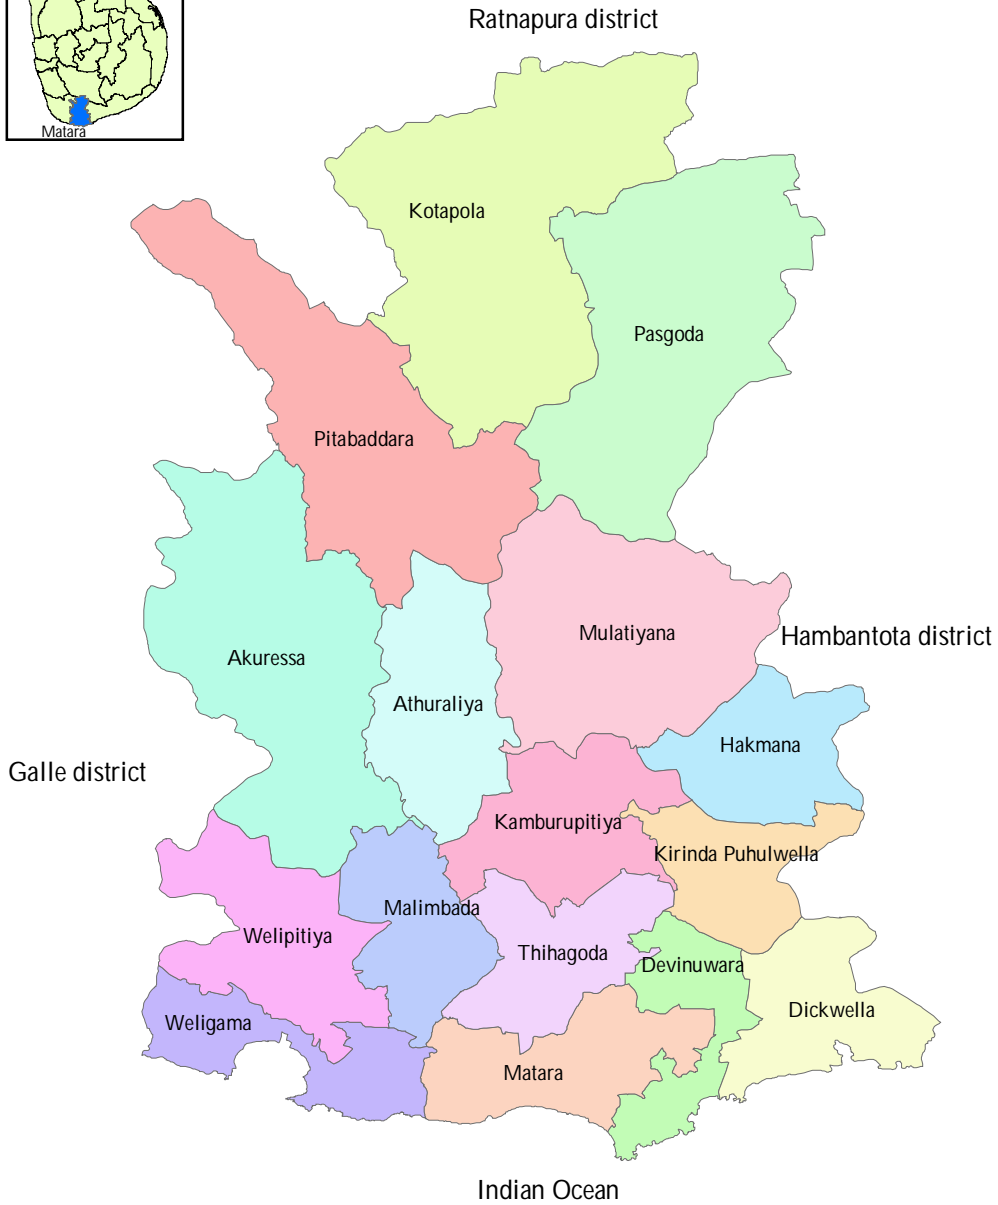 Ratnapura district
Matara
Kotapola
Pasgoda
Pitabaddara
Mulatiyana
Hambantota district
Akuressa
Athuraliya
Hakmana
Galle district
Kamburupitiya
Kirinda Puhulwella
Malimbada
Welipitiya
Thihagoda
Devinuwara
Dickwella
Weligama
Matara
Indian Ocean